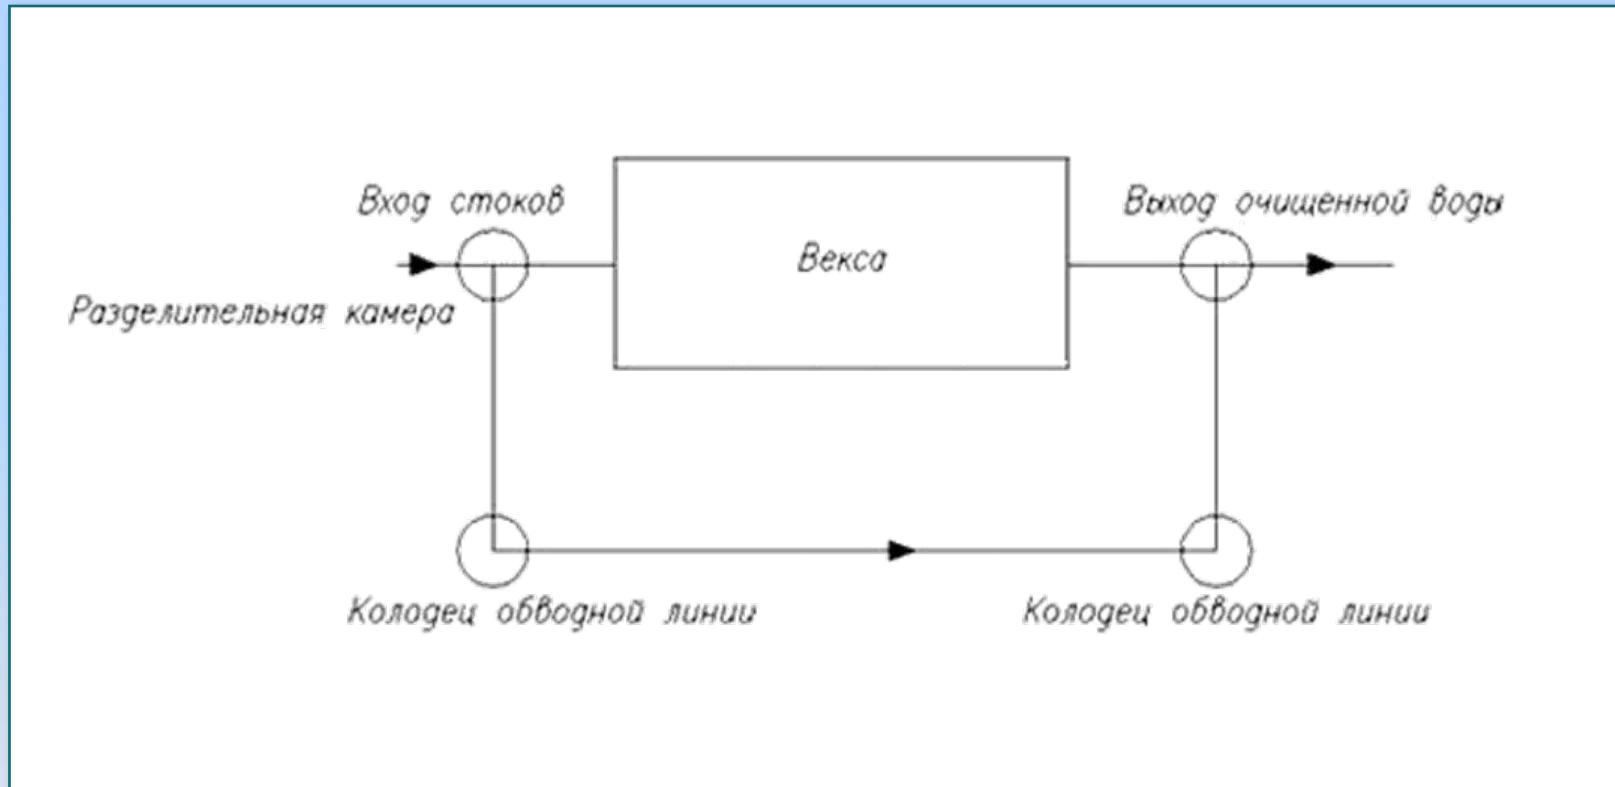 Вход стоков
Выход очищенной воды
Векса
Разделительная камера
Колодец обводной линии
Колодец обводной линии